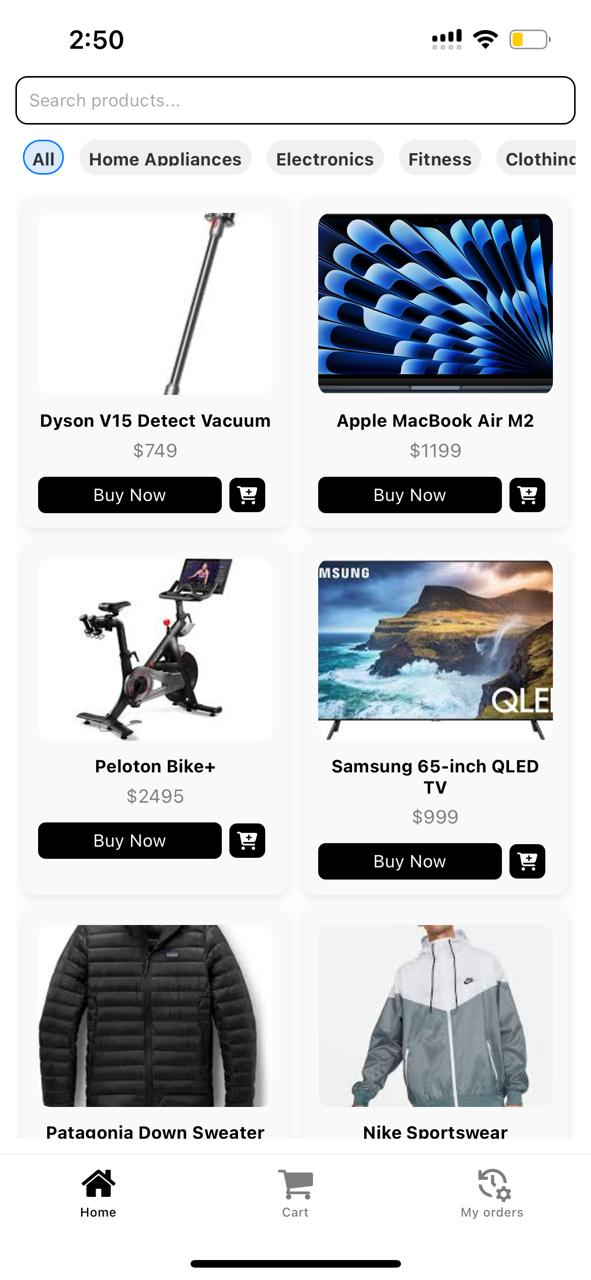 2:50
Search products...
All
Home Appliances
Electronics
Fitness
Clothing
Dyson V15 Detect Vacuum
$749
Buy Now
Apple MacBook Air M2
$1199
Buy Now
Peloton Bike+
$2495
Buy Now
MSUNG
QLE
Samsung 65-inch QLED
TV
$999
Buy Now
Patagonia Down Sweater
Nike Sportswear
Home
Cart
My orders